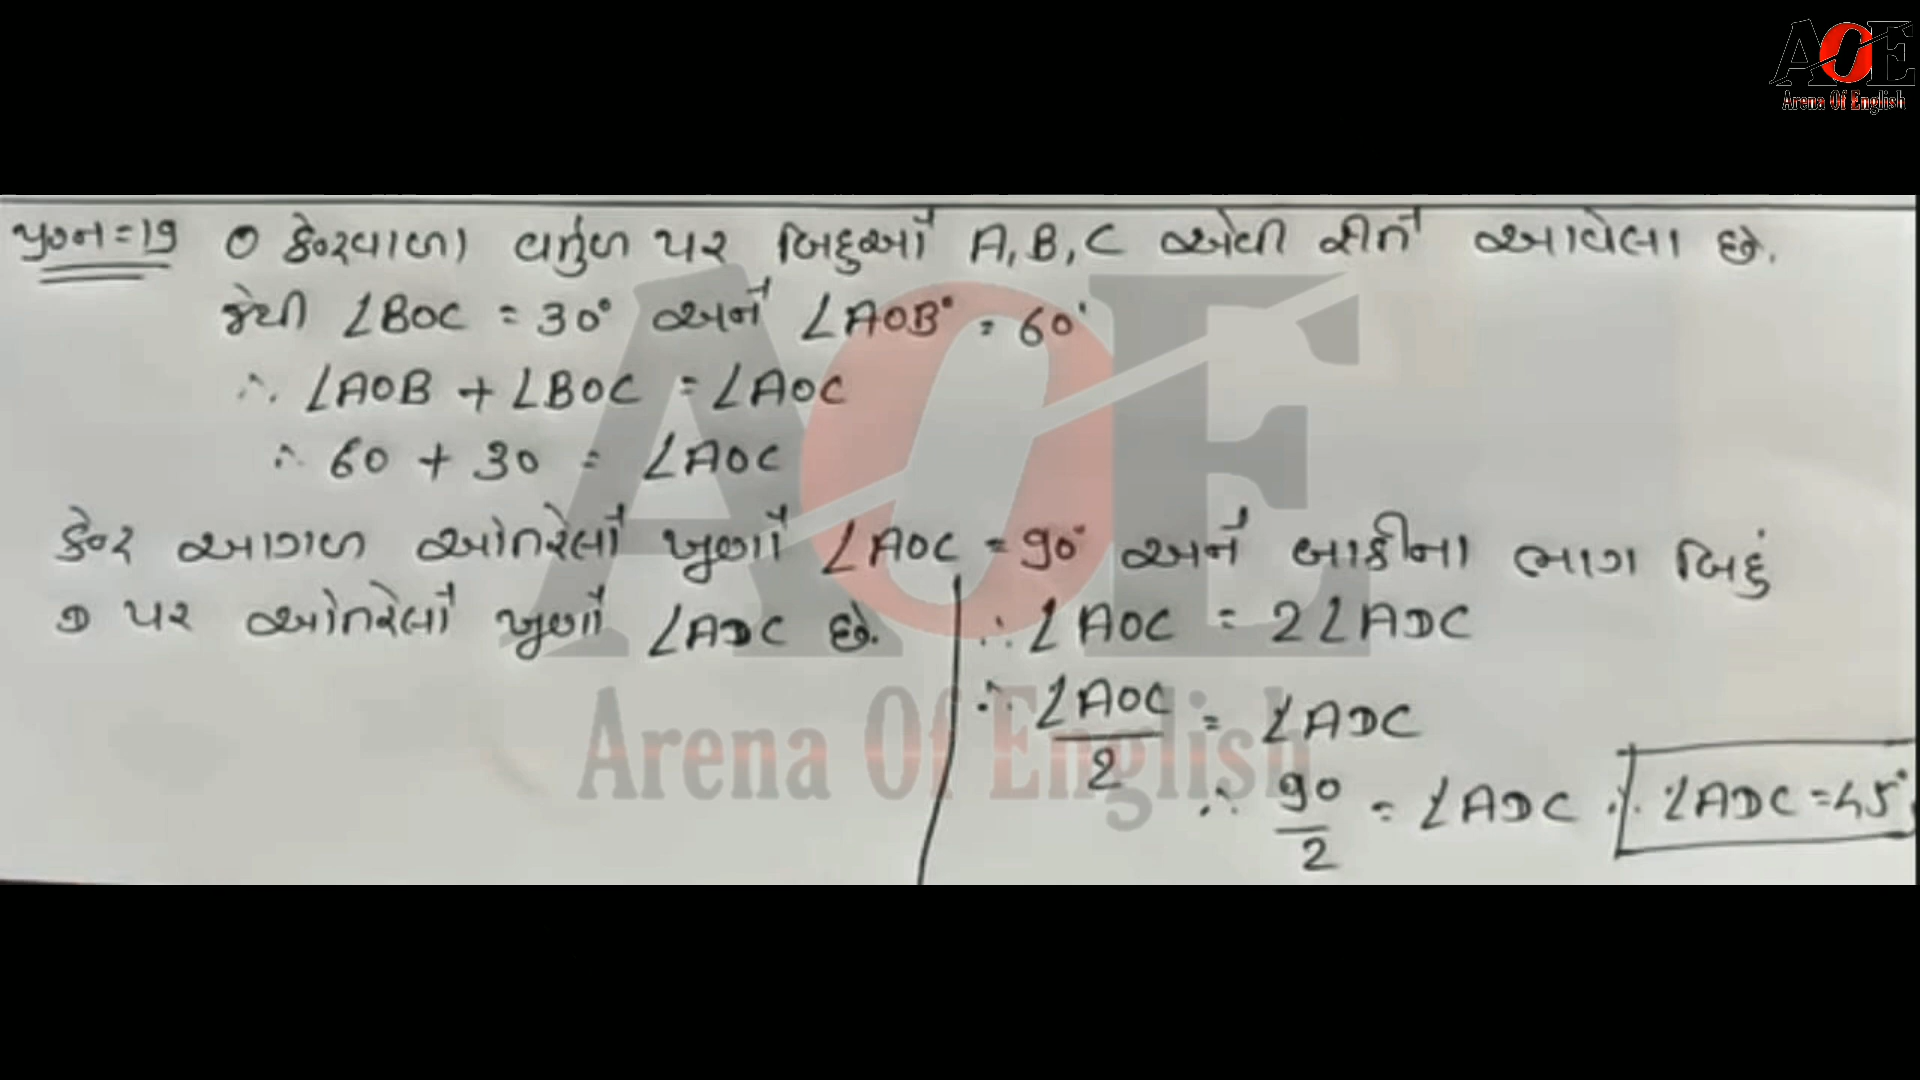 AOE
Arena Of English
પ્રશ્ન = 19 O કેન્દ્રવાળા વર્તુળ પર બિંદુઓ A, B, C એવી રીતે આવેલા છે.
જેથી ∠BOC = 30° અને ∠AOB° = 60°
∴ ∠AOB + ∠BOC = ∠AOC
∴ 60 + 30 = ∠AOC
કેન્દ્ર આગળ આંતરેલો ખૂણો ∠AOC = 90° અને બાકીના ભાગ બિંદું
D પર આંતરેલો ખૂણો ∠ADC છે.
∴ ∠AOC = 2∠ADC
∴ ∠AOC/2 = ∠ADC
∴ 90/2 = ∠ADC ∴ ∠ADC = 45°
AOE
Arena Of English